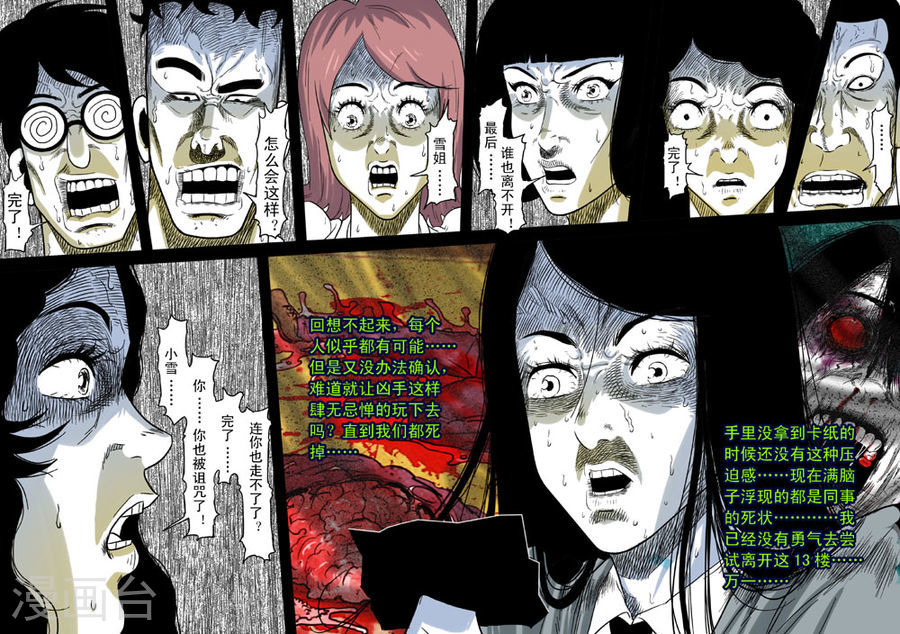 完了！
怎么会这样？
雪姐
……
最后……
谁也离不开！
完了！
………
小雪……
你……你也被诅咒了！
完了……
连你也走不了了？
回想不起来，每个
人似乎都有可能……
但是又没办法确认，
难道就让凶手这样
肆无忌惮的玩下去
吗？直到我们都死
掉……
手里没拿到卡纸的
时候还没有这种压
迫感……现在满脑
子浮现的都是同事
的死状…………我
已经没有勇气去尝
试离开这13楼……
万一……
漫画台